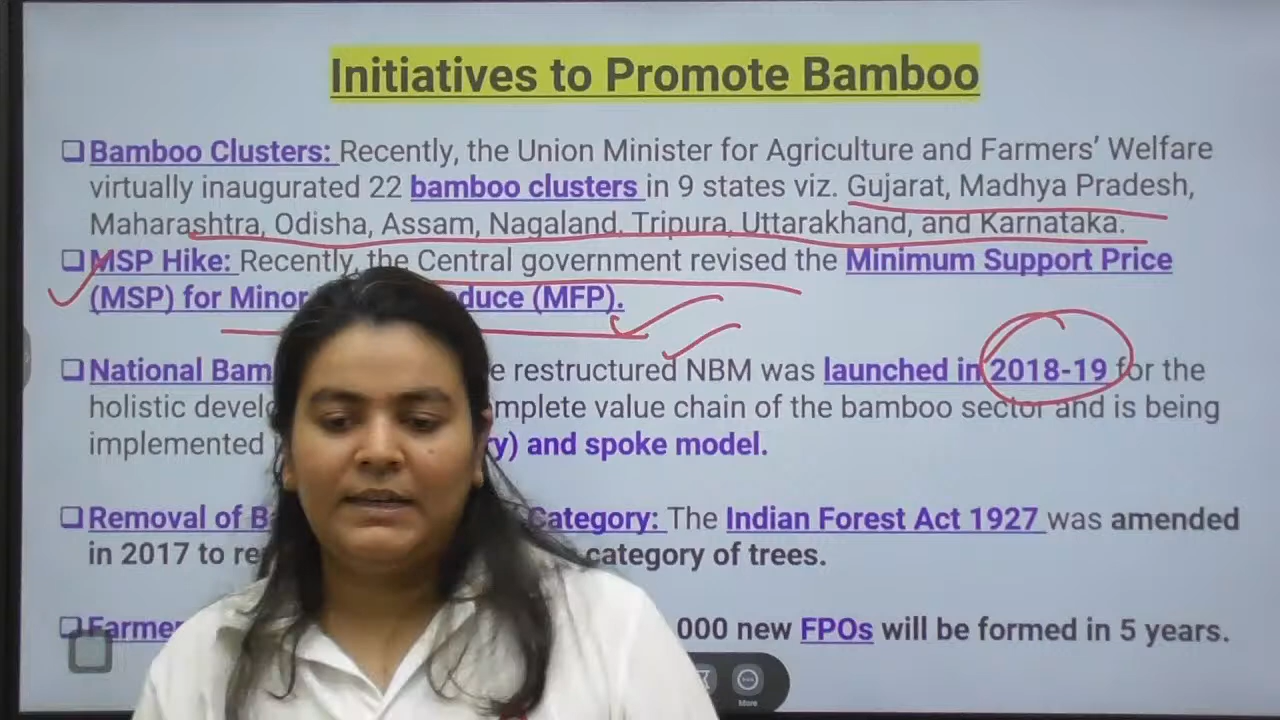 Initiatives to Promote Bamboo
❑Bamboo Clusters: Recently, the Union Minister for Agriculture and Farmers’ Welfare
virtually inaugurated 22 bamboo clusters in 9 states viz. Gujarat, Madhya Pradesh,
Maharashtra, Odisha, Assam, Nagaland, Tripura, Uttarakhand, and Karnataka.
❑MSP Hike: Recently, the Central government revised the Minimum Support Price
(MSP) for Minor duce (MFP).
❑National Bam e restructured NBM was launched in 2018-19 for the
holistic develo mplete value chain of the bamboo sector and is being
implemented y) and spoke model.
❑Removal of B Category: The Indian Forest Act 1927 was amended
in 2017 to re category of trees.
❑Farmer 000 new FPOs will be formed in 5 years.
More